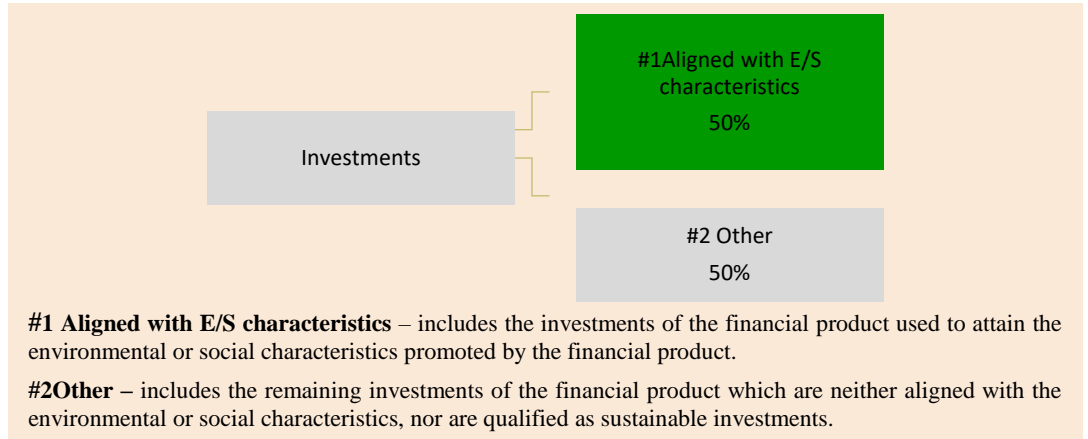 #1Aligned with E/S
characteristics
50%
Investments
#2 Other
50%
#1 Aligned with E/S characteristics – includes the investments of the financial product used to attain the
environmental or social characteristics promoted by the financial product.
#2Other – includes the remaining investments of the financial product which are neither aligned with the
environmental or social characteristics, nor are qualified as sustainable investments.